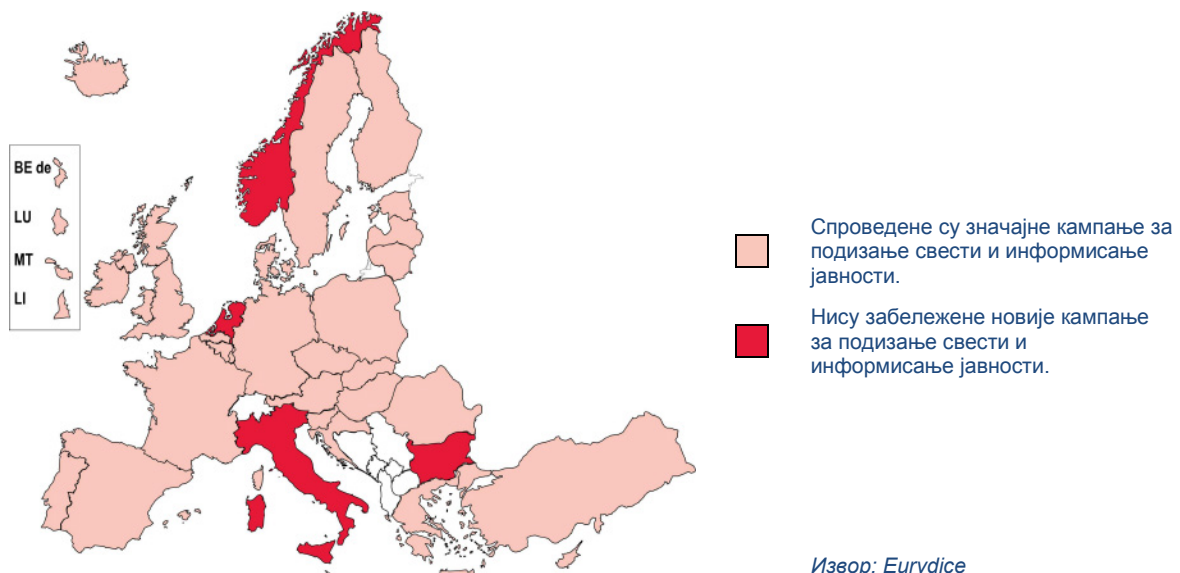 BE de
LU
MT
LI
Спроведене су значајне кампање за
подизање свести и информисање
јавности.
Нису забележене новије кампање
за подизање свести и
информисање јавности.
Извор: Eurydice